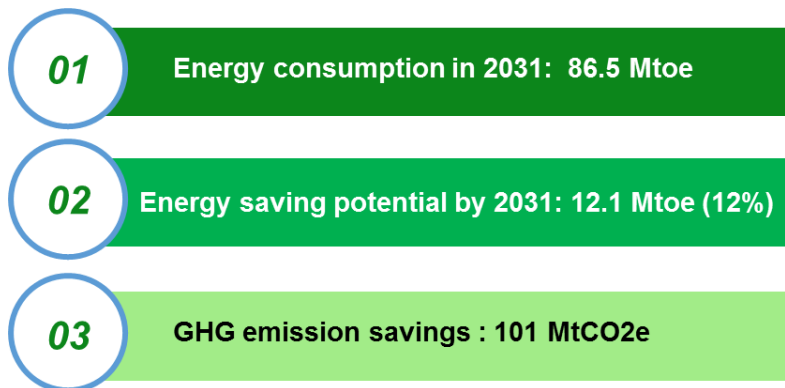 01
Energy consumption in 2031: 86.5 Mtoe
02
Energy saving potential by 2031: 12.1 Mtoe (12%)
03
GHG emission savings : 101 MtCO2e